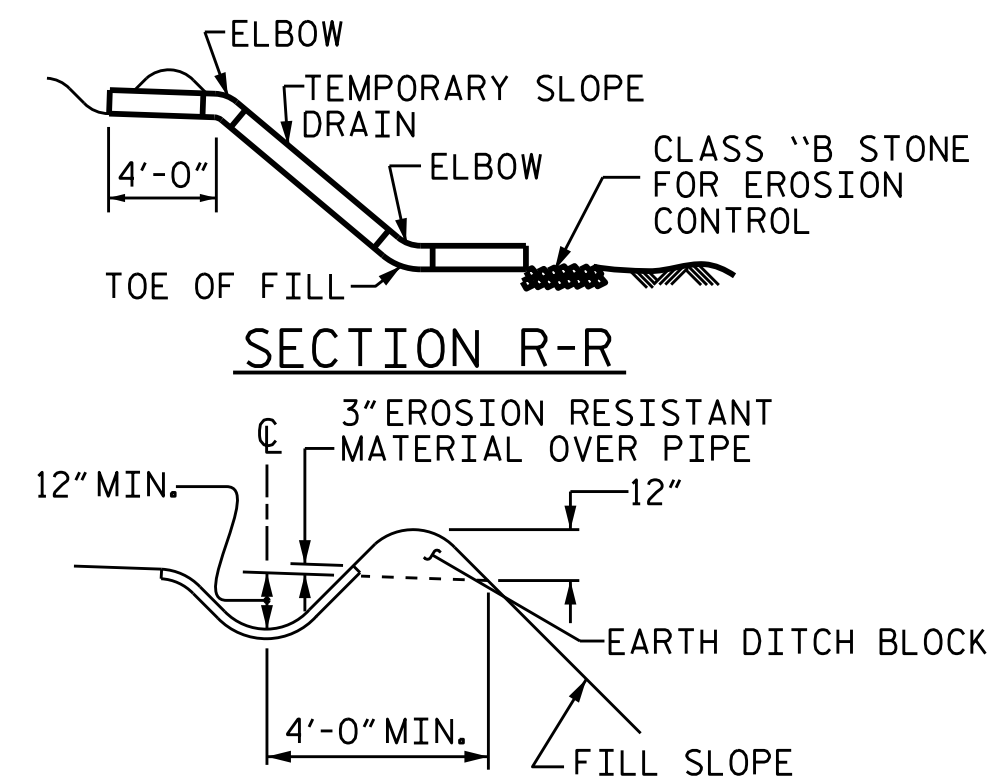 ELBOW
TEMPORARY SLOPE
DRAIN
CLASS "B STONE
FOR EROSION
CONTROL
4'-0"
ELBOW
TOE OF FILL
SECTION R-R
3" EROSION RESISTANT
MATERIAL OVER PIPE
℄
12" MIN.
12"
EARTH DITCH BLOCK
4'-0" MIN.
FILL SLOPE